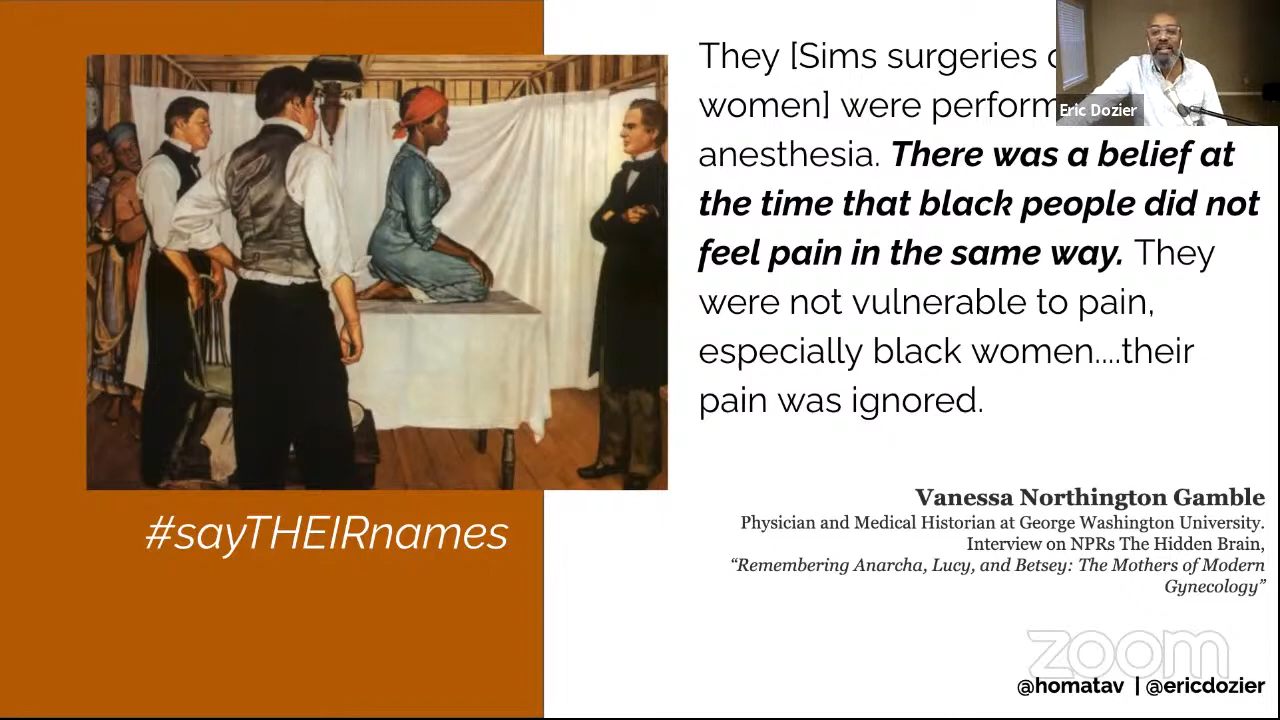 They [Sims surgeries
women] were perform
anesthesia. There was a belief at
the time that black people did not
feel pain in the same way. They
were not vulnerable to pain,
especially black women....their
pain was ignored.
Eric Dozier
#sayTHEIRnames
Vanessa Northington Gamble
Physician and Medical Historian at George Washington University.
Interview on NPRs The Hidden Brain,
“Remembering Anarcha, Lucy, and Betsey: The Mothers of Modern
Gynecology”
zoom
@homatav | @ericdozier